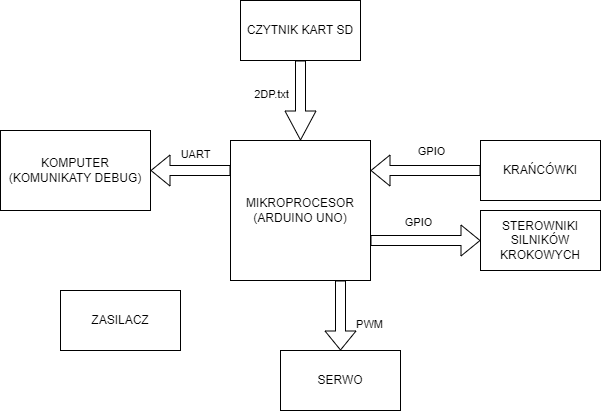 CZYTNIK KART SD
2DP.txt
KOMPUTER
(KOMUNIKATY DEBUG)
UART
MIKROPROCESOR
(ARDUINO UNO)
GPIO
KRAŃCÓWKI
GPIO
STEROWNIKI
SILNIKÓW
KROKOWYCH
ZASILACZ
PWM
SERWO